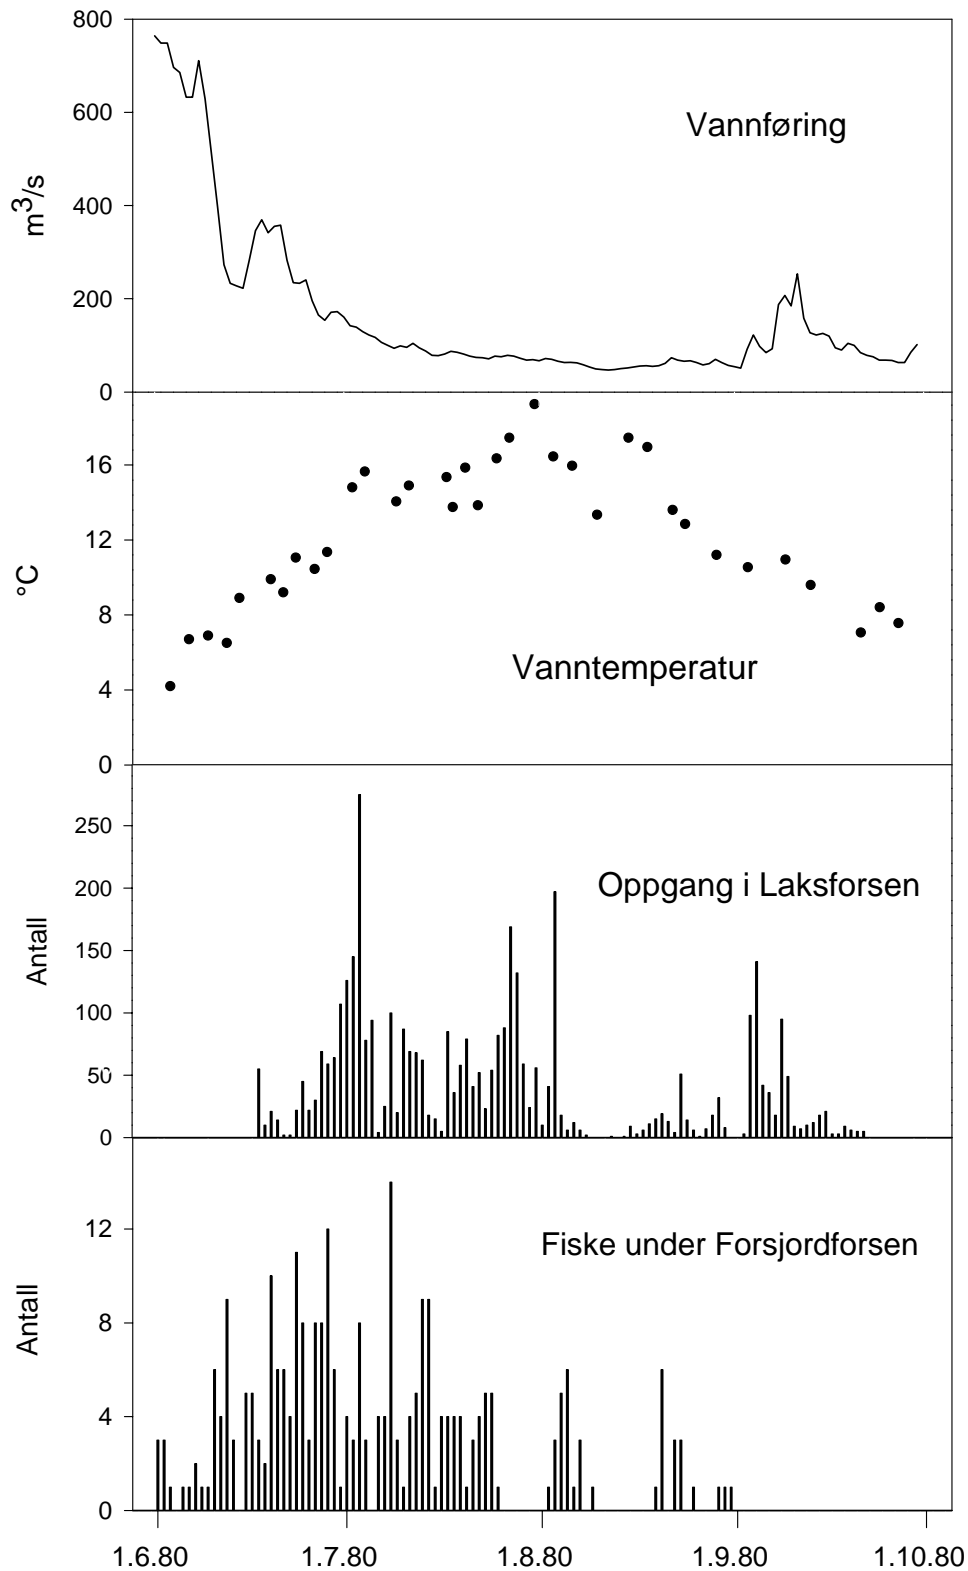 800
600
400
200
0
m3/s
Vannføring
16
12
8
4
0
°C
Vanntemperatur
250
200
150
100
50
0
Antall
Oppgang i Laksforsen
12
8
4
0
Antall
Fiske under Forsjordforsen
1.6.80 1.7.80 1.8.80 1.9.80 1.10.80